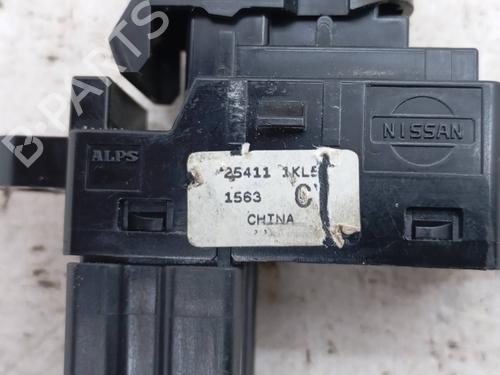 B-PARTS
ALPS
NISSAN
25411
1563 C
CHINA